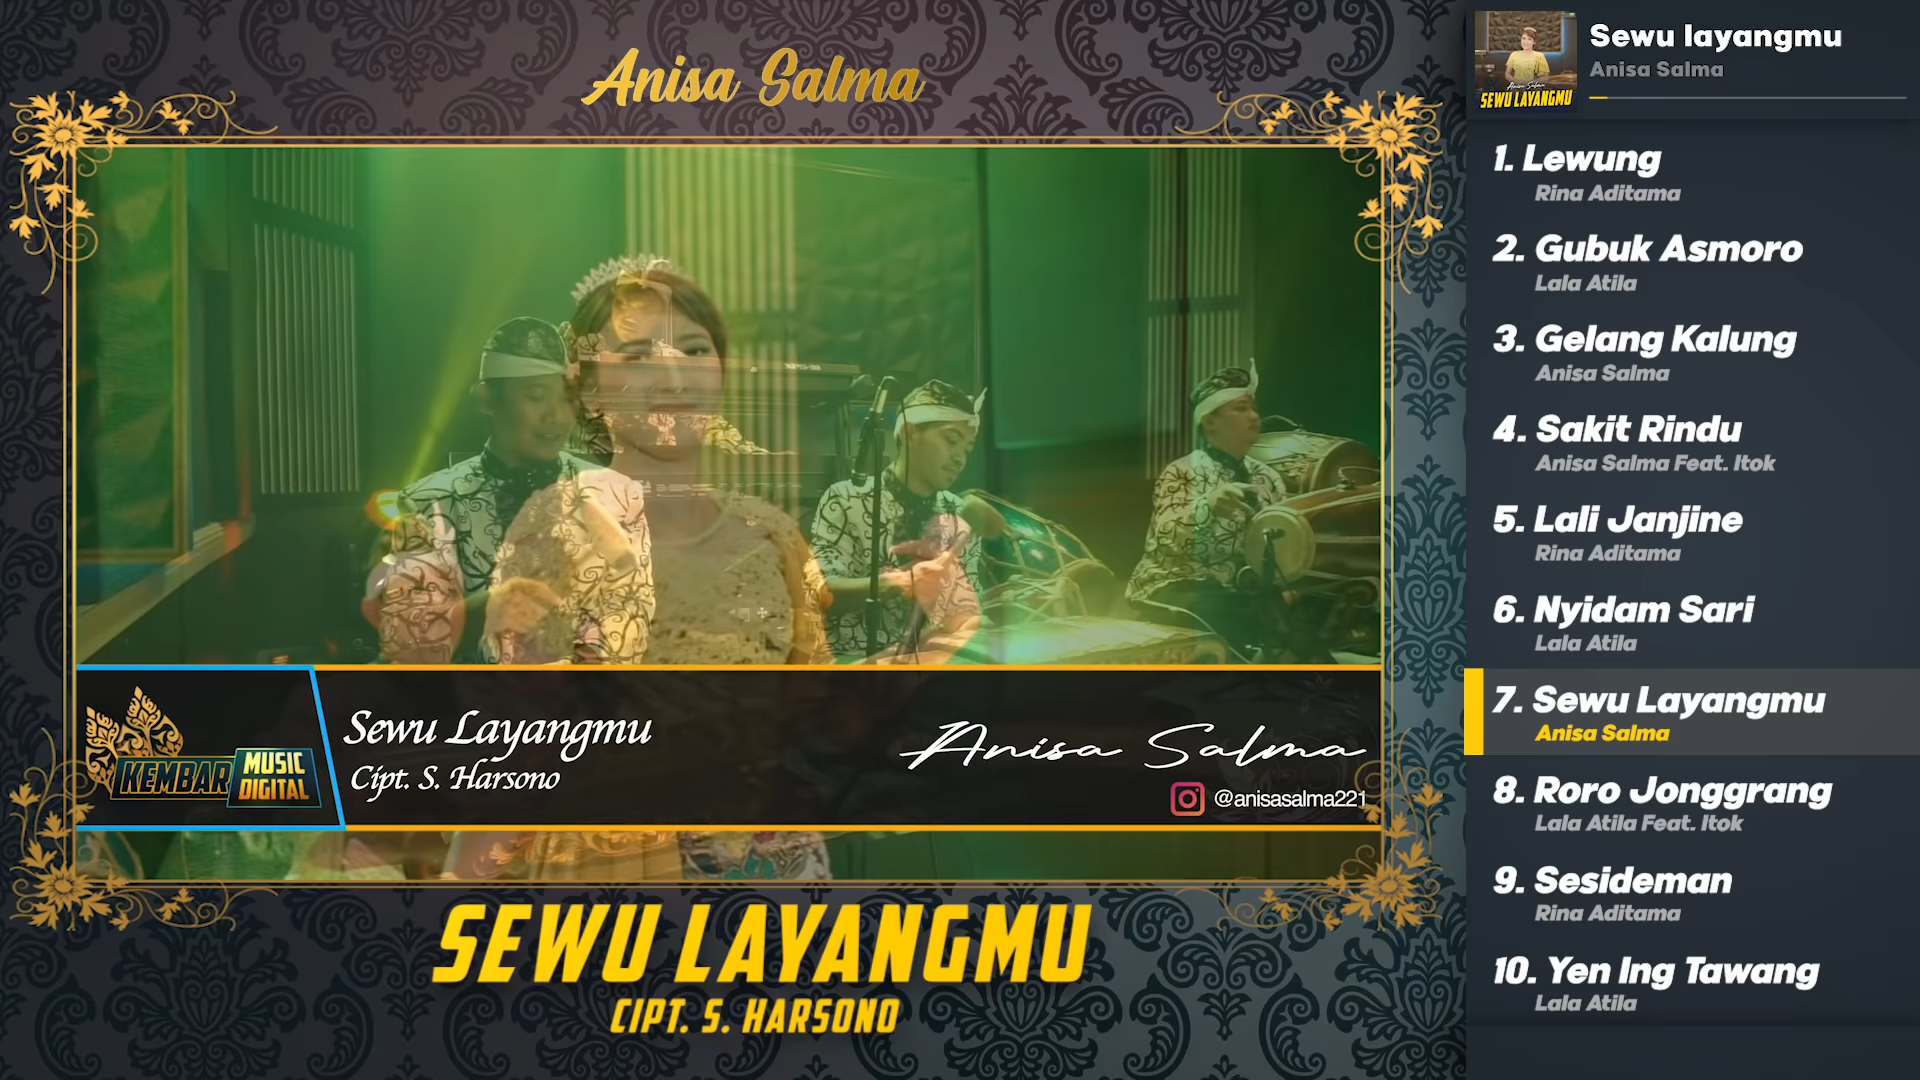 Anisa Salma
Sewu Layangmu
Cipt. S. Harsono
KEMBAR
MUSIC
DIGITAL
Anisa Salma
@anisasalma221
SEWU LAYANGMU
CIPT. S. HARSONO
Anisa Salma
SEWU LAYANGMU
Sewu layangmu
Anisa Salma
1. Lewung
Rina Aditama
2. Gubuk Asmoro
Lala Atila
3. Gelang Kalung
Anisa Salma
4. Sakit Rindu
Anisa Salma Feat. Itok
5. Lali Janjine
Rina Aditama
6. Nyidam Sari
Lala Atila
7. Sewu Layangmu
Anisa Salma
8. Roro Jonggrang
Lala Atila Feat. Itok
9. Sesideman
Rina Aditama
10. Yen Ing Tawang
Lala Atila